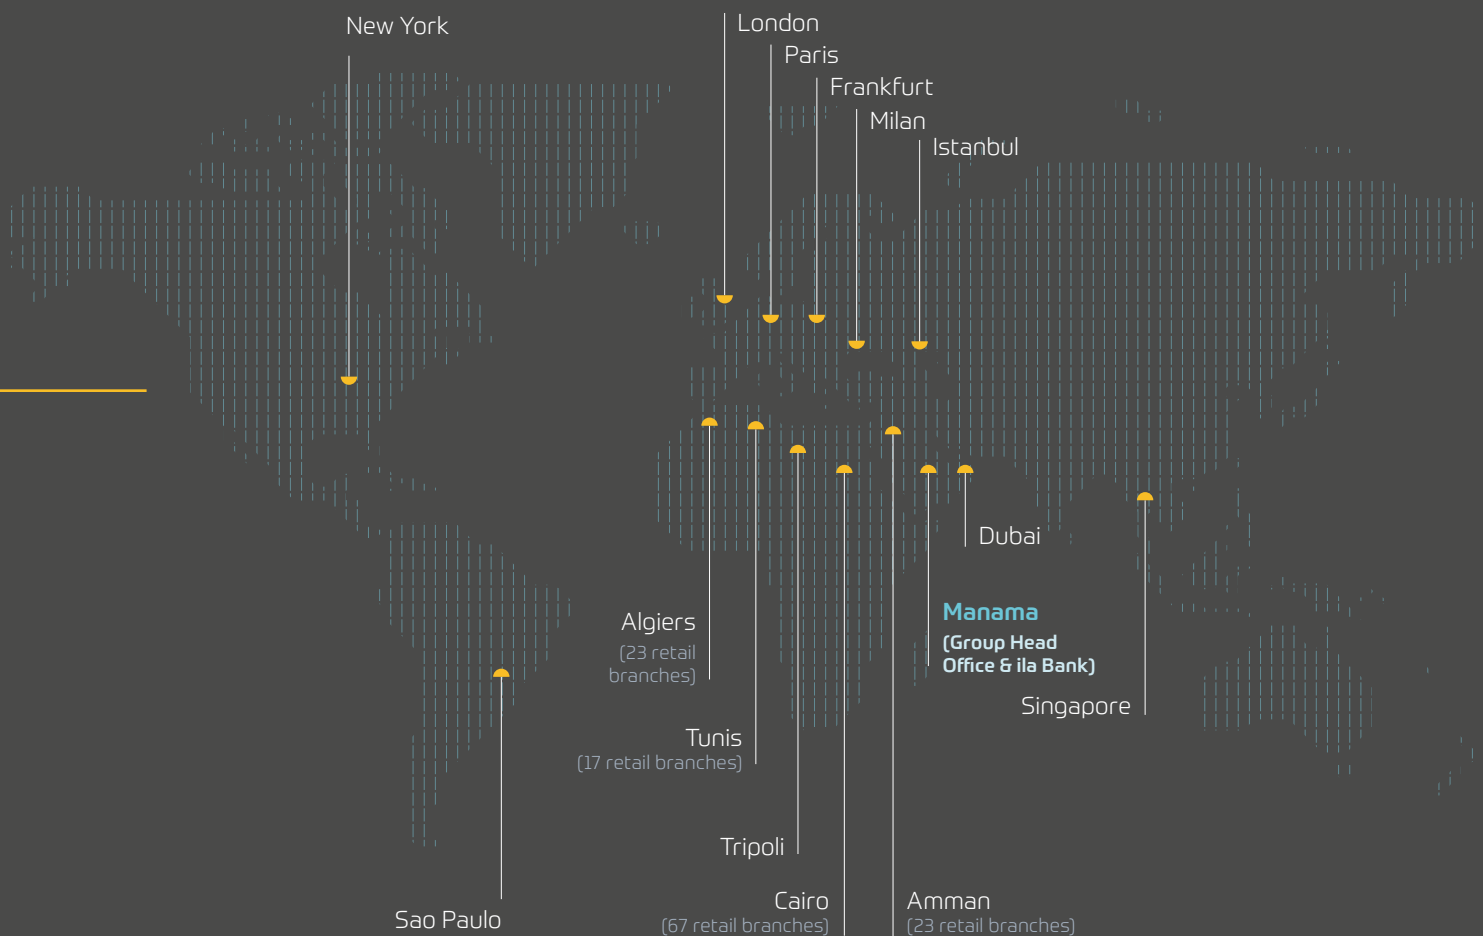 New York
London
Paris
Frankfurt
Milan
Istanbul
Dubai
Manama
(Group Head
Office & ila Bank)
Algiers
(23 retail
branches)
Singapore
Tunis
(17 retail branches)
Tripoli
Cairo
(67 retail branches)
Amman
(23 retail branches)
Sao Paulo